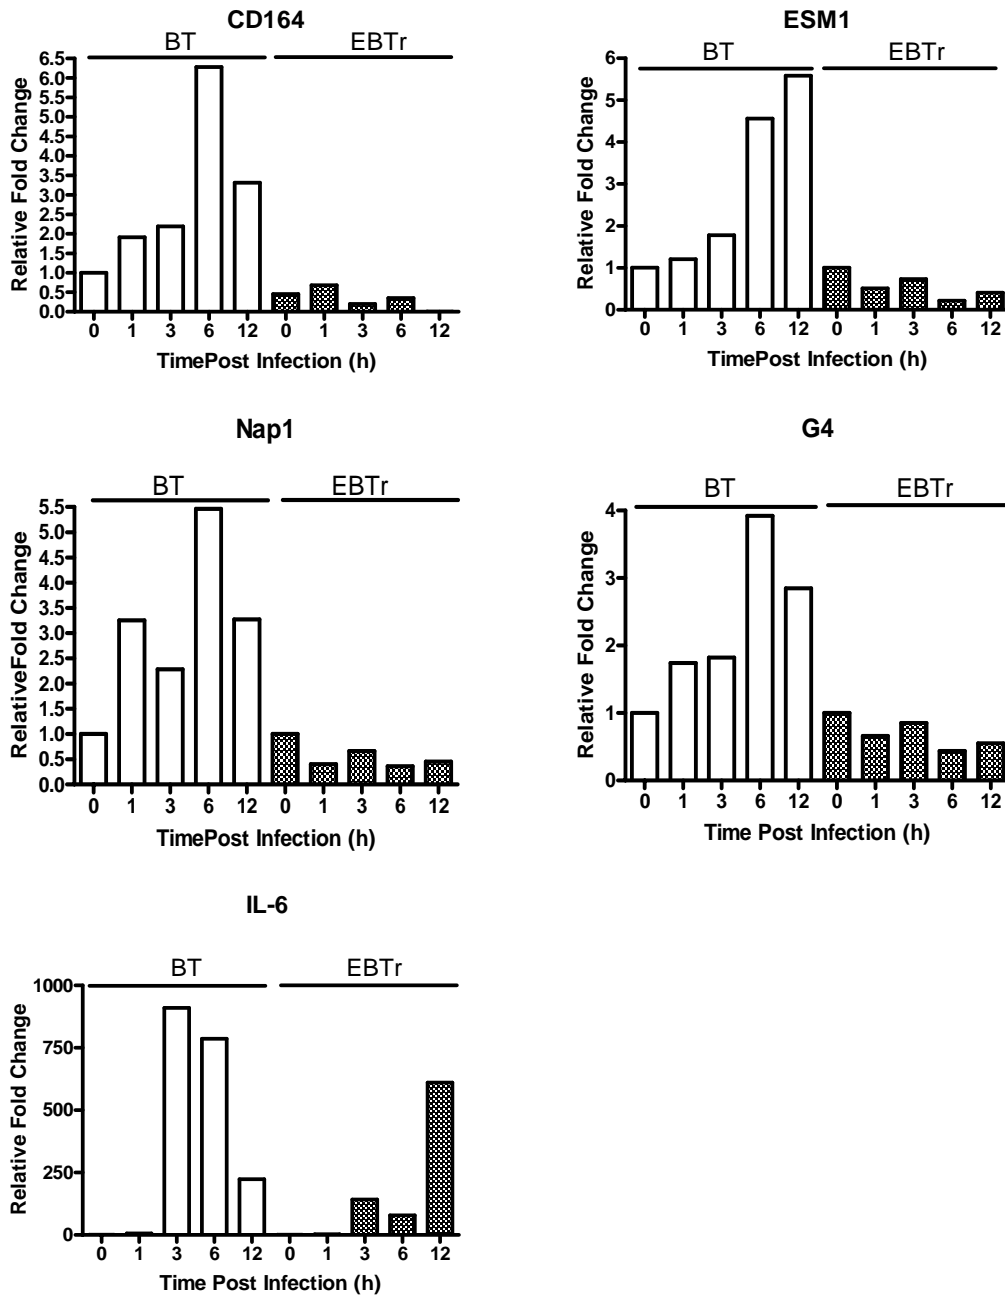 CD164
BT EBTr
Relative Fold Change
6.5
6.0
5.5
5.0
4.5
4.0
3.5
3.0
2.5
2.0
1.5
1.0
0.5
0.0
0 1 3 6 12 0 1 3 6 12
TimePost Infection (h)
ESM1
BT EBTr
Relative Fold Change
6
5
4
3
2
1
0
0 1 3 6 12 0 1 3 6 12
TimePost Infection (h)
Nap1
BT EBTr
RelativeFold Change
5.5
5.0
4.5
4.0
3.5
3.0
2.5
2.0
1.5
1.0
0.5
0.0
0 1 3 6 12 0 1 3 6 12
TimePost Infection (h)
G4
BT EBTr
Relative Fold Change
4
3
2
1
0
0 1 3 6 12 0 1 3 6 12
Time Post Infection (h)
IL-6
BT EBTr
Relative Fold Change
1000
750
500
250
0
0 1 3 6 12 0 1 3 6 12
Time Post Infection (h)